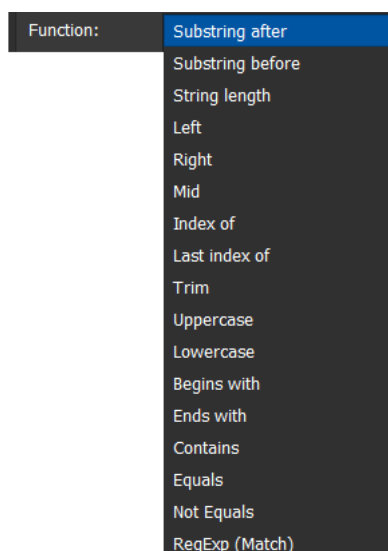 Function: Substring after
Substring before
String length
Left
Right
Mid
Index of
Last index of
Trim
Uppercase
Lowercase
Begins with
Ends with
Contains
Equals
Not Equals
RegExp (Match)